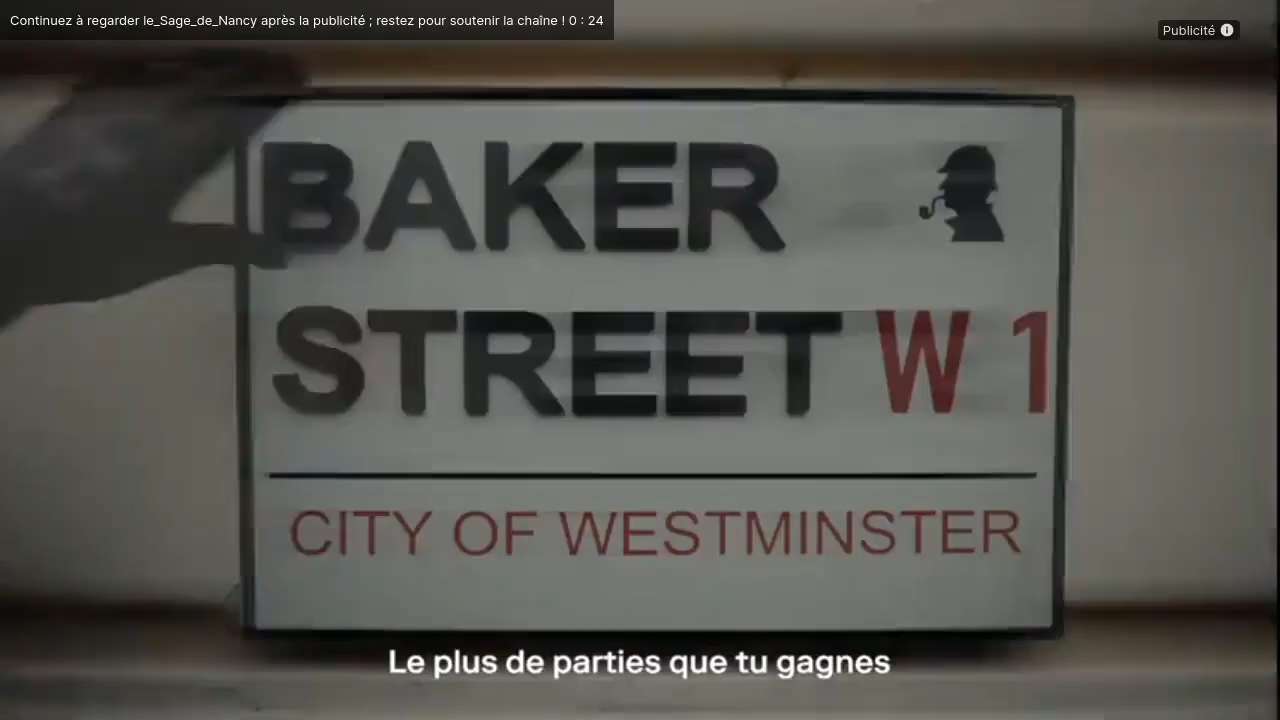 Continuez à regarder le_Sage_de_Nancy après la publicité ; restez pour soutenir la chaîne ! 0 : 24
Publicité
BAKER
STREET W 1
CITY OF WESTMINSTER
Le plus de parties que tu gagnes